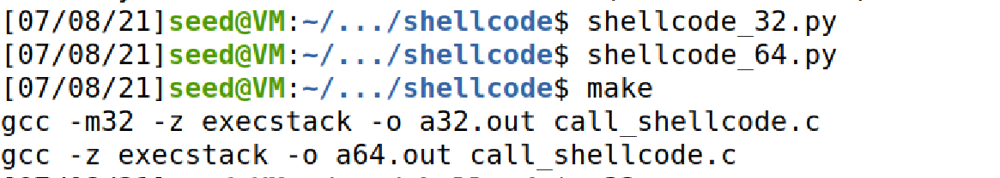 [07/08/21]seed@VM:~/.../shellcode$ shellcode_32.py
[07/08/21]seed@VM:~/.../shellcode$ shellcode_64.py
[07/08/21]seed@VM:~/.../shellcode$ make
gcc -m32 -z execstack -o a32.out call_shellcode.c
gcc -z execstack -o a64.out call_shellcode.c